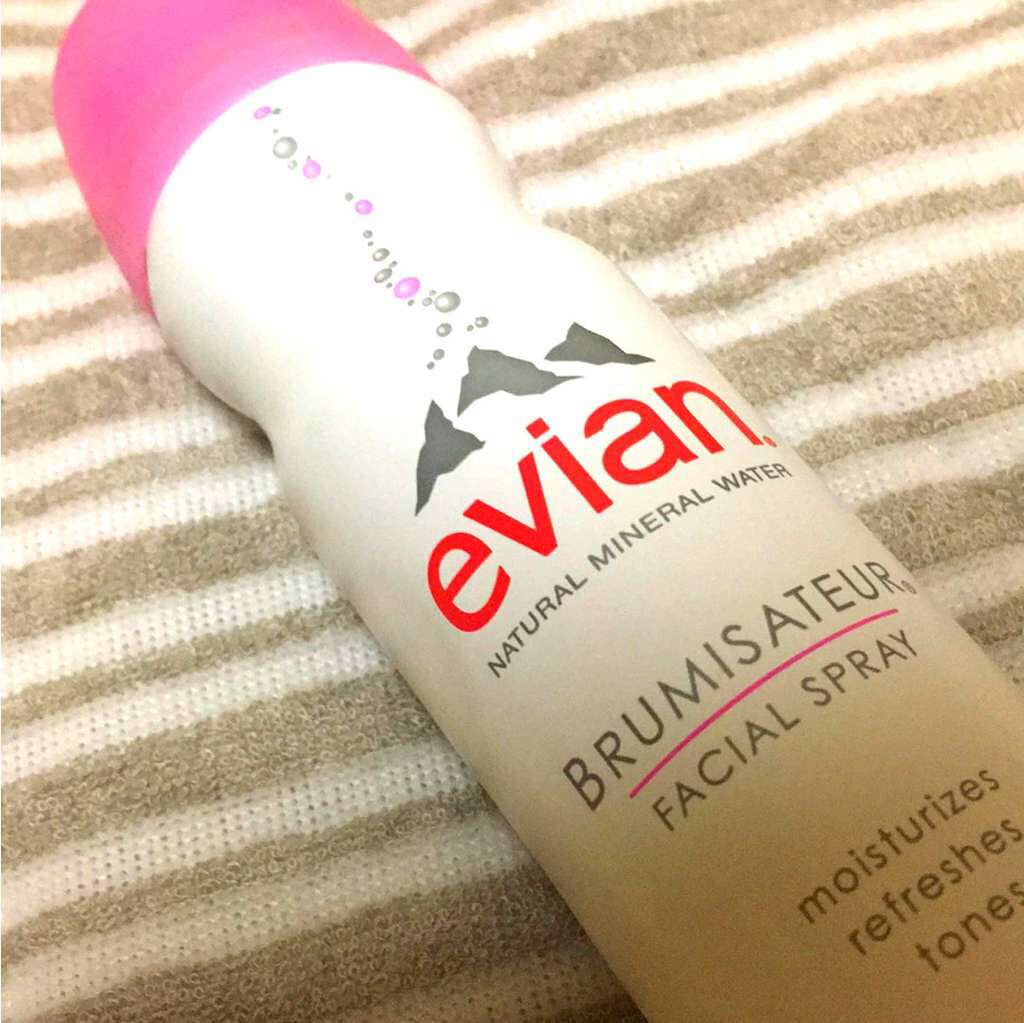 evian.
NATURAL MINERAL WATER
BRUMISATEUR®
FACIAL SPRAY
moisturizes
refreshes
tones